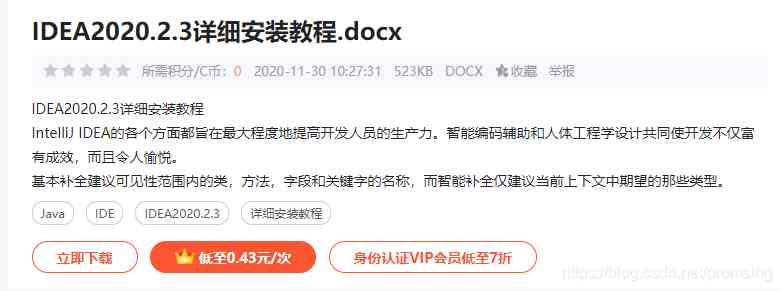 IDEA2020.2.3详细安装教程.docx
所需积分/C币：0 2020-11-30 10:27:31 523KB DOCX 收藏 举报
IDEA2020.2.3详细安装教程
IntelliJ IDEA的各个方面都旨在最大程度地提高开发人员的生产力。智能编码辅助和人体工程学设计共同使开发不仅富
有成效，而且令人愉悦。
基本补全建议可见性范围内的类，方法，字段和关键字的名称，而智能补全仅建议当前上下文中期望的那些类型。
Java IDE IDEA2020.2.3 详细安装教程
立即下载 低至0.43元/次 身份认证VIP会员低至7折